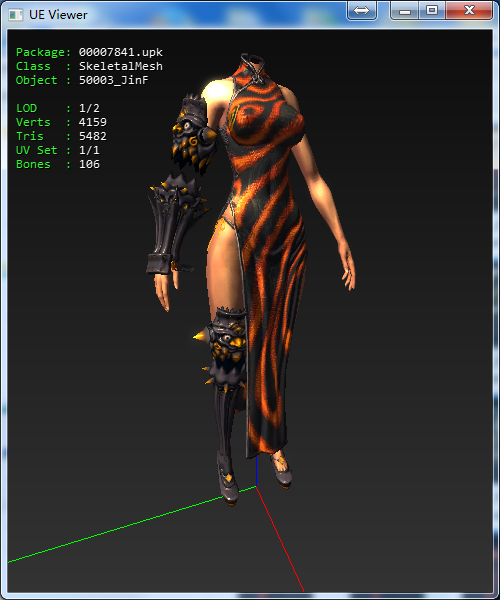 UE Viewer
Package: 00007841.upk
Class : SkeletalMesh
Object : 50003_JinF
LOD : 1/2
Verts : 4159
Tris : 5482
UV Set : 1/1
Bones : 106